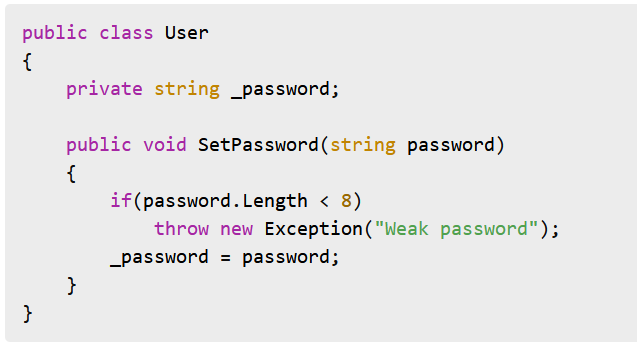 public class User
{
    private string _password;

    public void SetPassword(string password)
    {
        if(password.Length < 8)
            throw new Exception("Weak password");
        _password = password;
    }
}